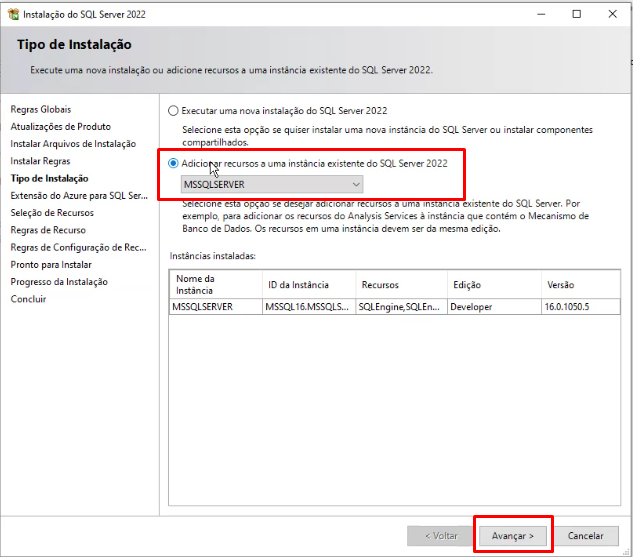 Instalação do SQL Server 2022
Tipo de Instalação
Execute uma nova instalação ou adicione recursos a uma instância existente do SQL Server 2022.
Regras Globais
Atualizações de Produto
Instalar Arquivos de Instalação
Instalar Regras
Tipo de Instalação
Extensão do Azure para SQL Ser...
Seleção de Recursos
Regras de Recurso
Regras de Configuração de Rec...
Pronto para Instalar
Progresso da Instalação
Concluir
Executar uma nova instalação do SQL Server 2022
Selecione esta opção se quiser instalar uma nova instância do SQL Server ou instalar componentes
compartilhados.
Adicionar recursos a uma instância existente do SQL Server 2022
MSSQLSERVER
Selecione esta opção se desejar adicionar recursos a uma instância existente do SQL Server. Por
exemplo, para adicionar os recursos do Analysis Services à instância que contém o Mecanismo de
Banco de Dados. Os recursos em uma instância devem ser da mesma edição.
Instâncias instaladas:
Nome da Instância ID da Instância Recursos Edição Versão
MSSQLSERVER MSSQL16.MSSQLS... SQLEngine,SQLEn... Developer 16.0.1050.5
< Voltar Avançar > Cancelar